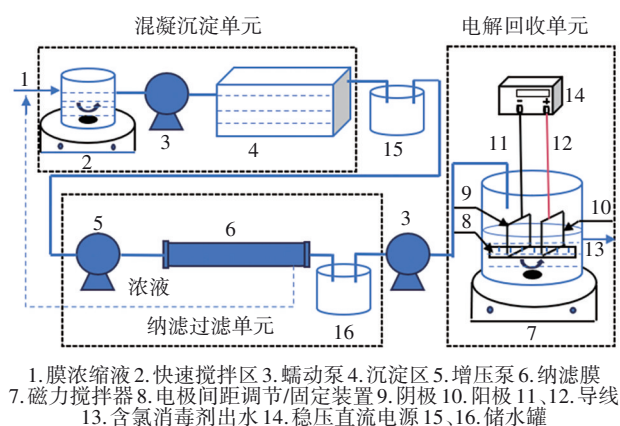 混凝沉淀单元
电解回收单元
1
2
3
4
15
14
11
12
9
8
10
13
7
5
6
3
浓液
纳滤过滤单元
16
1.膜浓缩液 2.快速搅拌区 3.蠕动泵 4.沉淀区 5.增压泵 6.纳滤膜
7.磁力搅拌器 8.电极间距调节/固定装置 9.阴极 10.阳极 11、12.导线
13.含氯消毒剂出水 14.稳压直流电源 15、16.储水罐